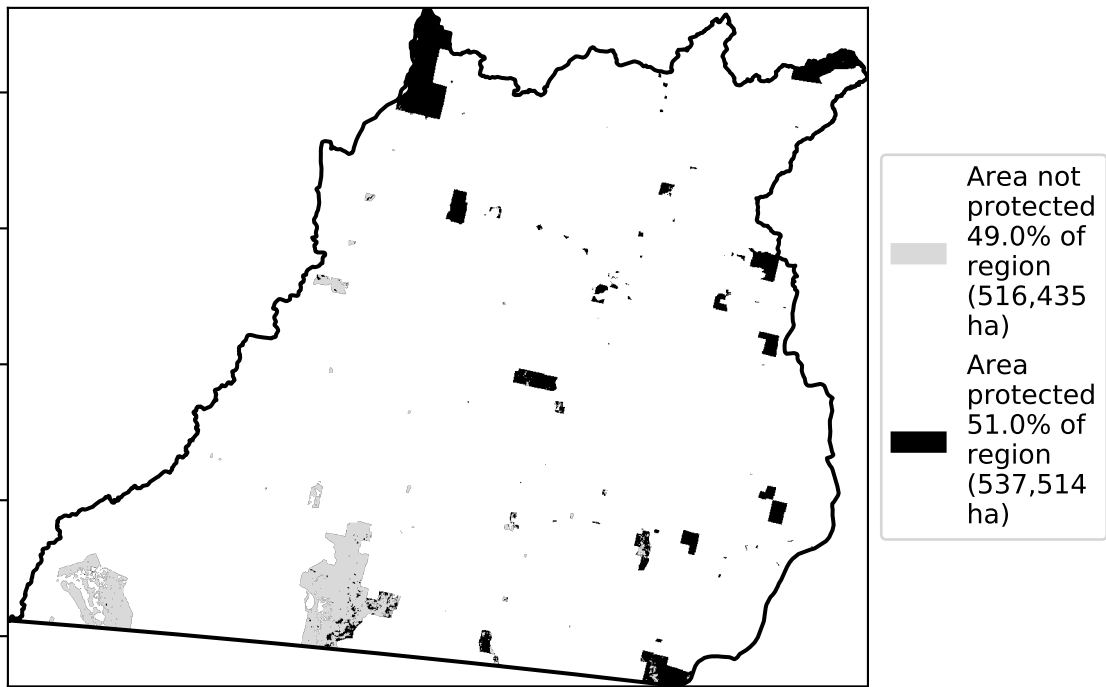 Area not
protected
49.0% of
region
(516,435
ha)
Area
protected
51.0% of
region
(537,514
ha)